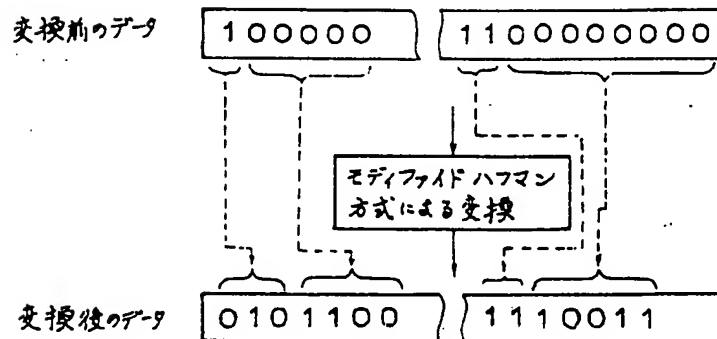 変換前のデータ
100000
1100000000
モディファイド ハフマン
方式による変換
変換後のデータ
0101100
1110011